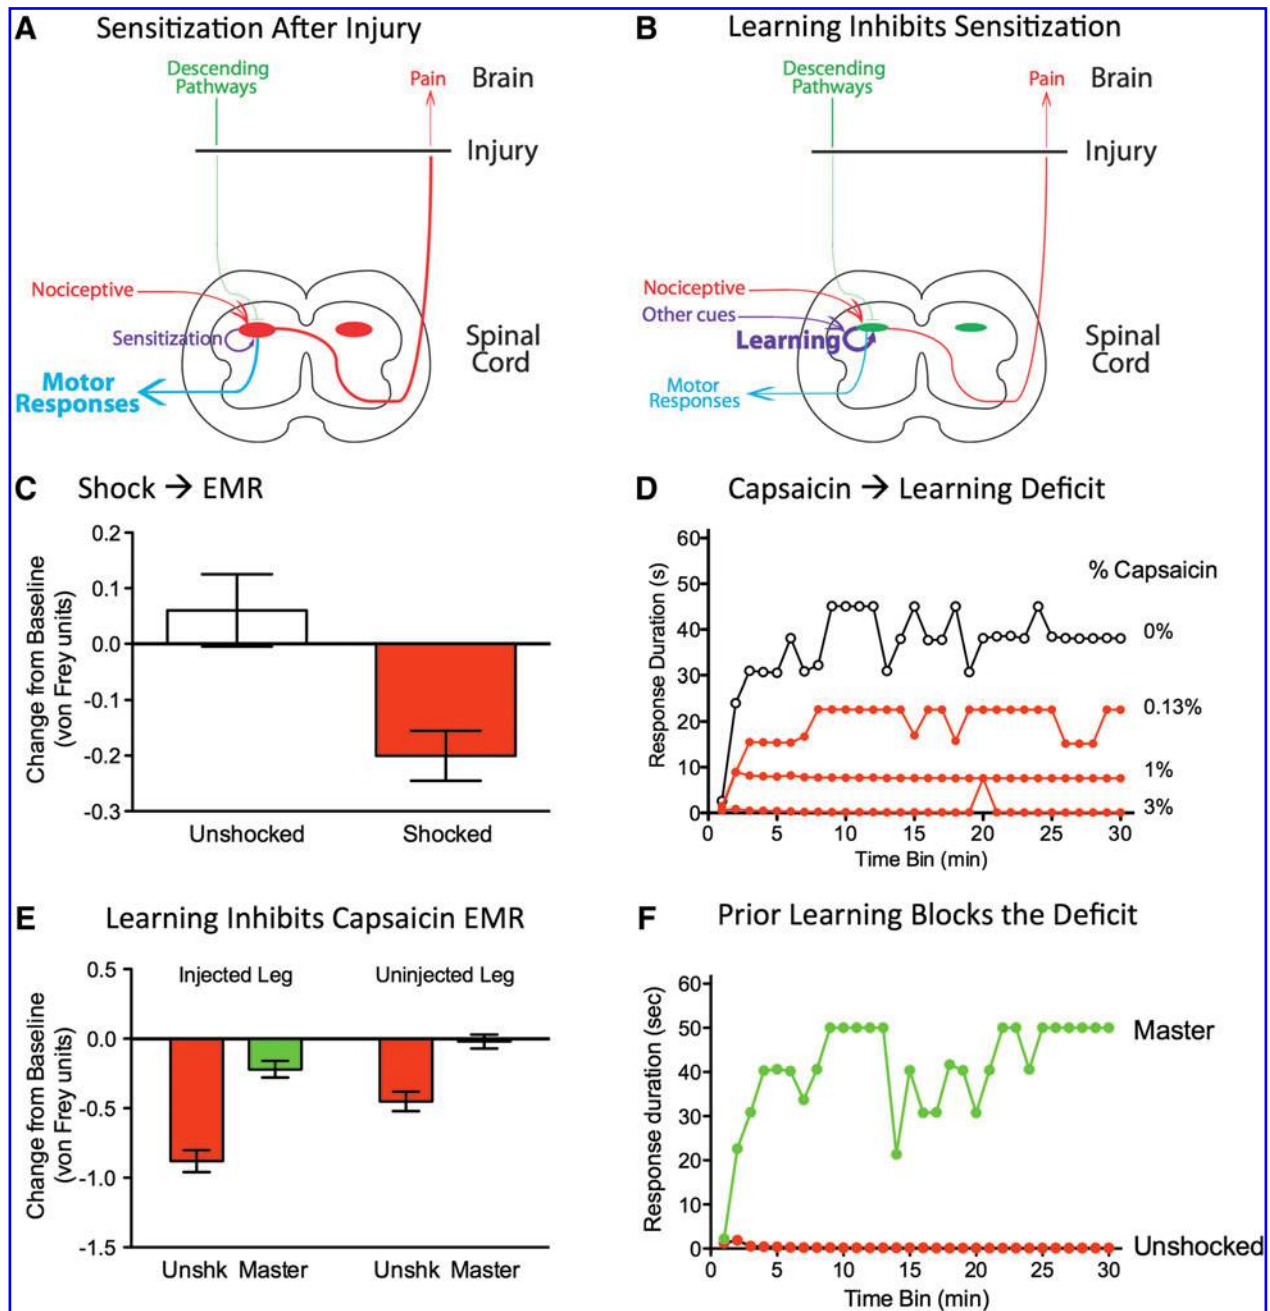 A Sensitization After Injury
Descending
Pathways
Pain
Brain
Injury
Nociceptive
Sensitization
Motor
Responses
Spinal
Cord
B Learning Inhibits Sensitization
Descending
Pathways
Pain
Brain
Injury
Nociceptive
Other cues
Learning
Motor
Responses
Spinal
Cord
C Shock → EMR
Change from Baseline
(von Frey units)
0.2
0.1
0.0
-0.1
-0.2
-0.3
Unshocked Shocked
D Capsaicin → Learning Deficit
Response Duration (s)
60
50
40
30
20
10
0
% Capsaicin
0%
0.13%
1%
3%
0 5 10 15 20 25 30
Time Bin (min)
E Learning Inhibits Capsaicin EMR
Change from Baseline
(von Frey units)
0.5
0.0
-0.5
-1.0
-1.5
Injected Leg Uninjected Leg
Unshk Master Unshk Master
F Prior Learning Blocks the Deficit
Response duration (sec)
60
50
40
30
20
10
0
Master
Unshocked
0 5 10 15 20 25 30
Time Bin (min)